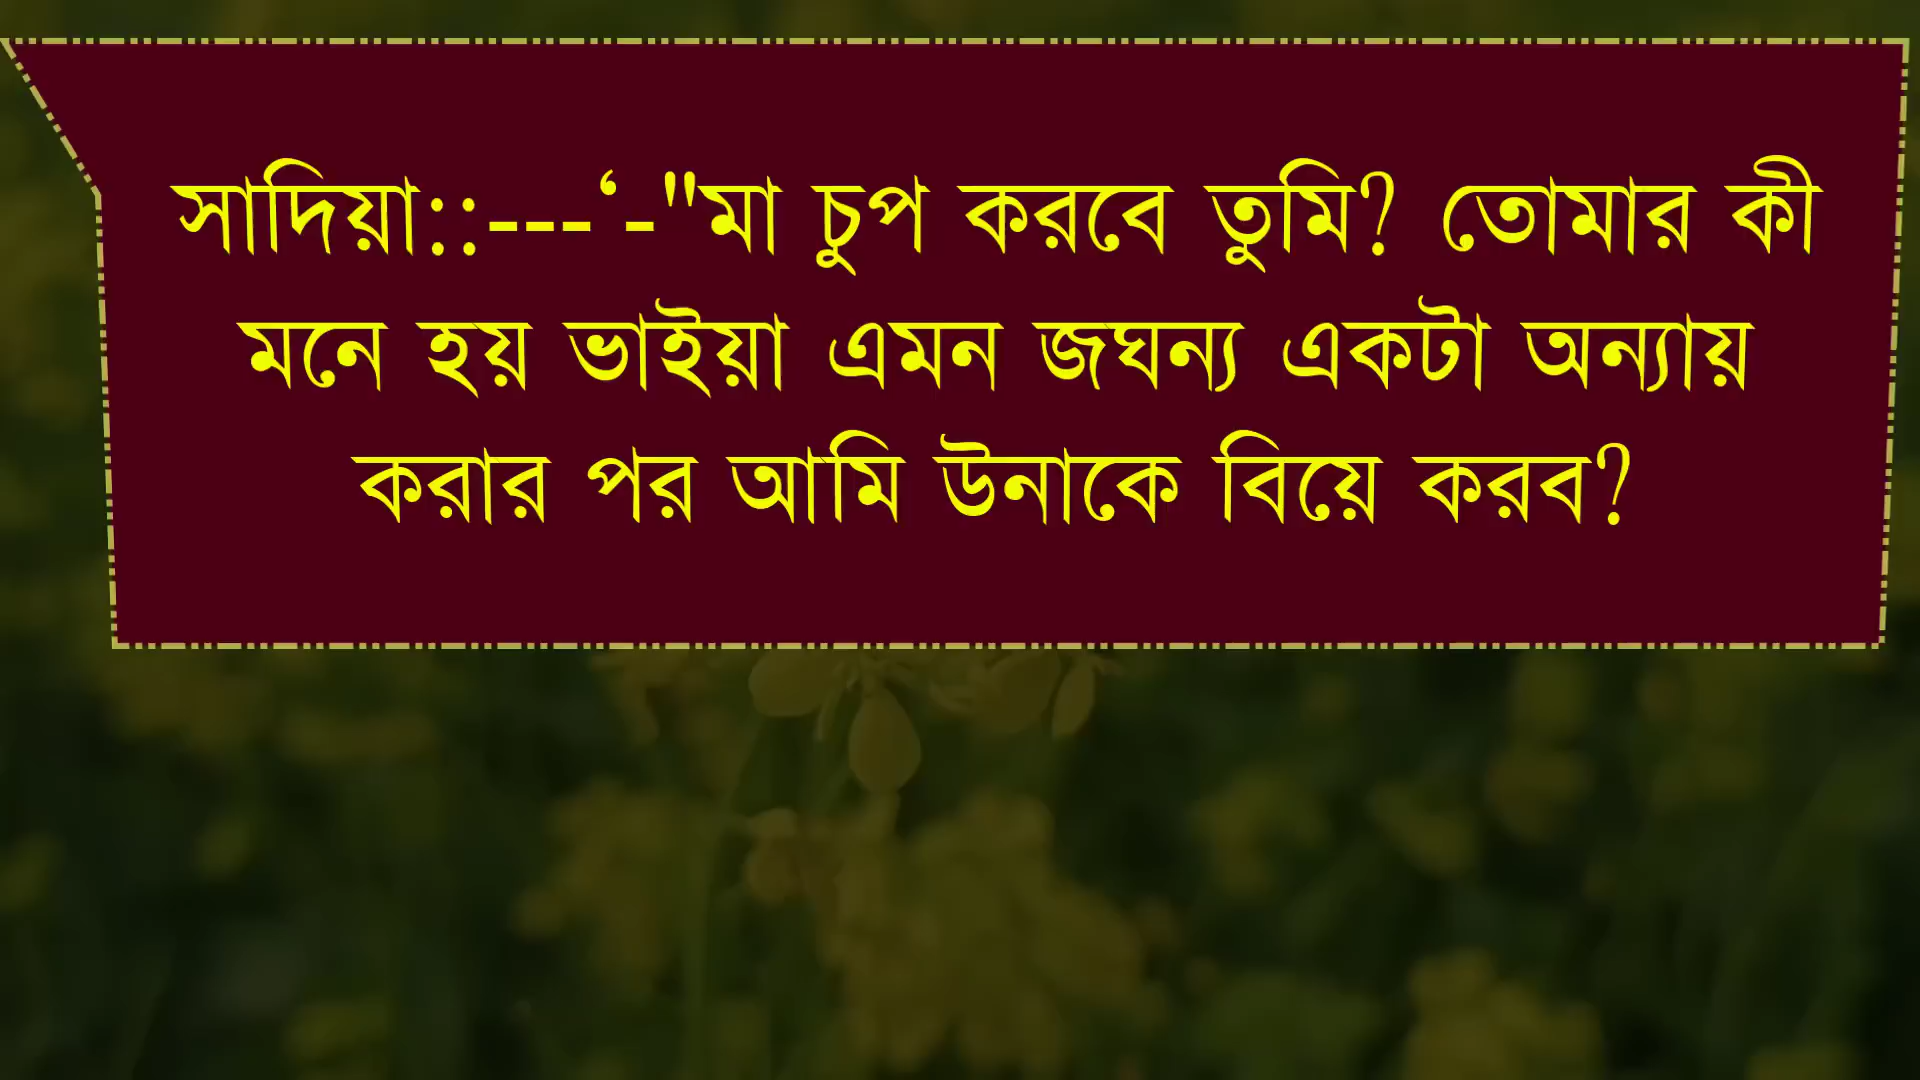 সাদিয়া::---‘-"মা চুপ করবে তুমি? তোমার কী
মনে হয় ভাইয়া এমন জঘন্য একটা অন্যায়
করার পর আমি উনাকে বিয়ে করব?